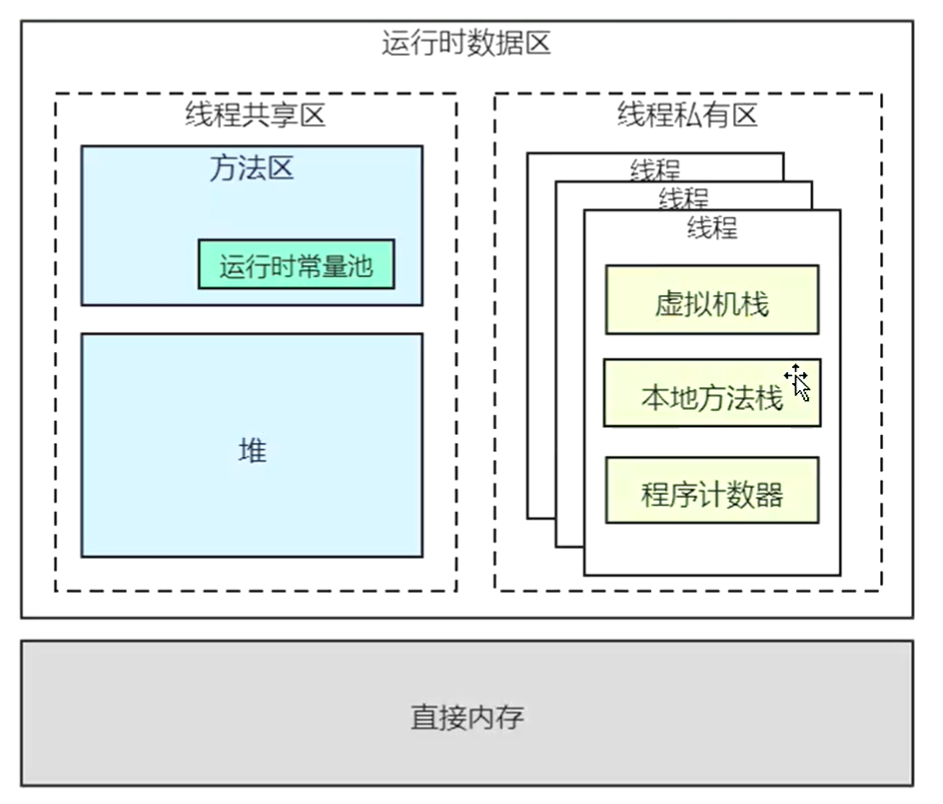 运行时数据区
线程共享区
方法区
运行时常量池
堆
线程私有区
线程
线程
线程
虚拟机栈
本地方法栈
程序计数器
直接内存